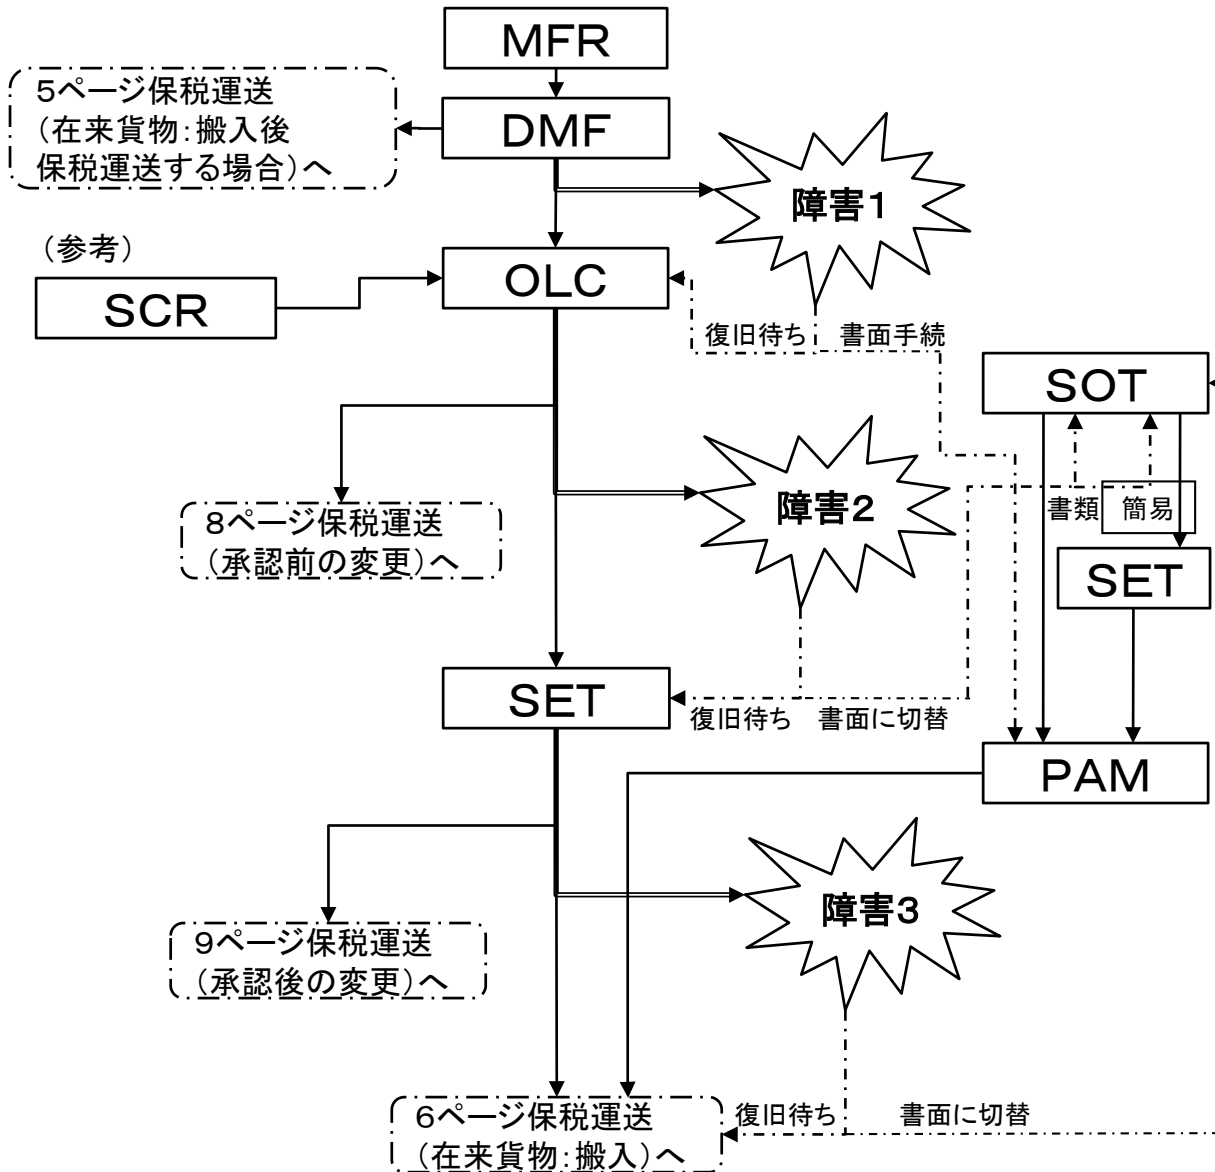 MFR
5ページ保税運送
(在来貨物:搬入後
保税運送する場合)へ
DMF
障害1
(参考)
OLC
SCR
復旧待ち
書面手続
SOT
障害2
書類
簡易
8ページ保税運送
(承認前の変更)へ
SET
SET
復旧待ち
書面に切替
PAM
障害3
9ページ保税運送
(承認後の変更)へ
6ページ保税運送
(在来貨物:搬入)へ
復旧待ち
書面に切替